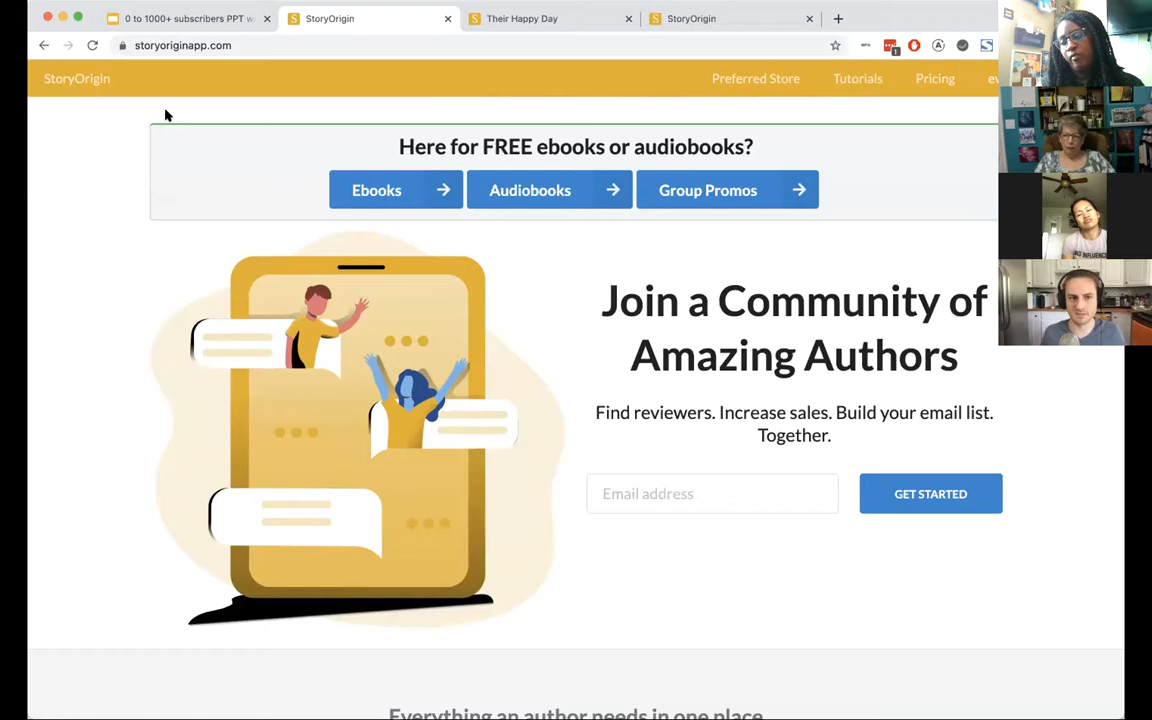 0 to 1000+ subscribers PPT w
StoryOrigin
Their Happy Day
StoryOrigin
storyoriginapp.com
StoryOrigin
Preferred Store
Tutorials
Pricing
Here for FREE ebooks or audiobooks?
Ebooks
Audiobooks
Group Promos
Join a Community of
Amazing Authors
Find reviewers. Increase sales. Build your email list.
Together.
Email address
GET STARTED
Everything an author needs in one place